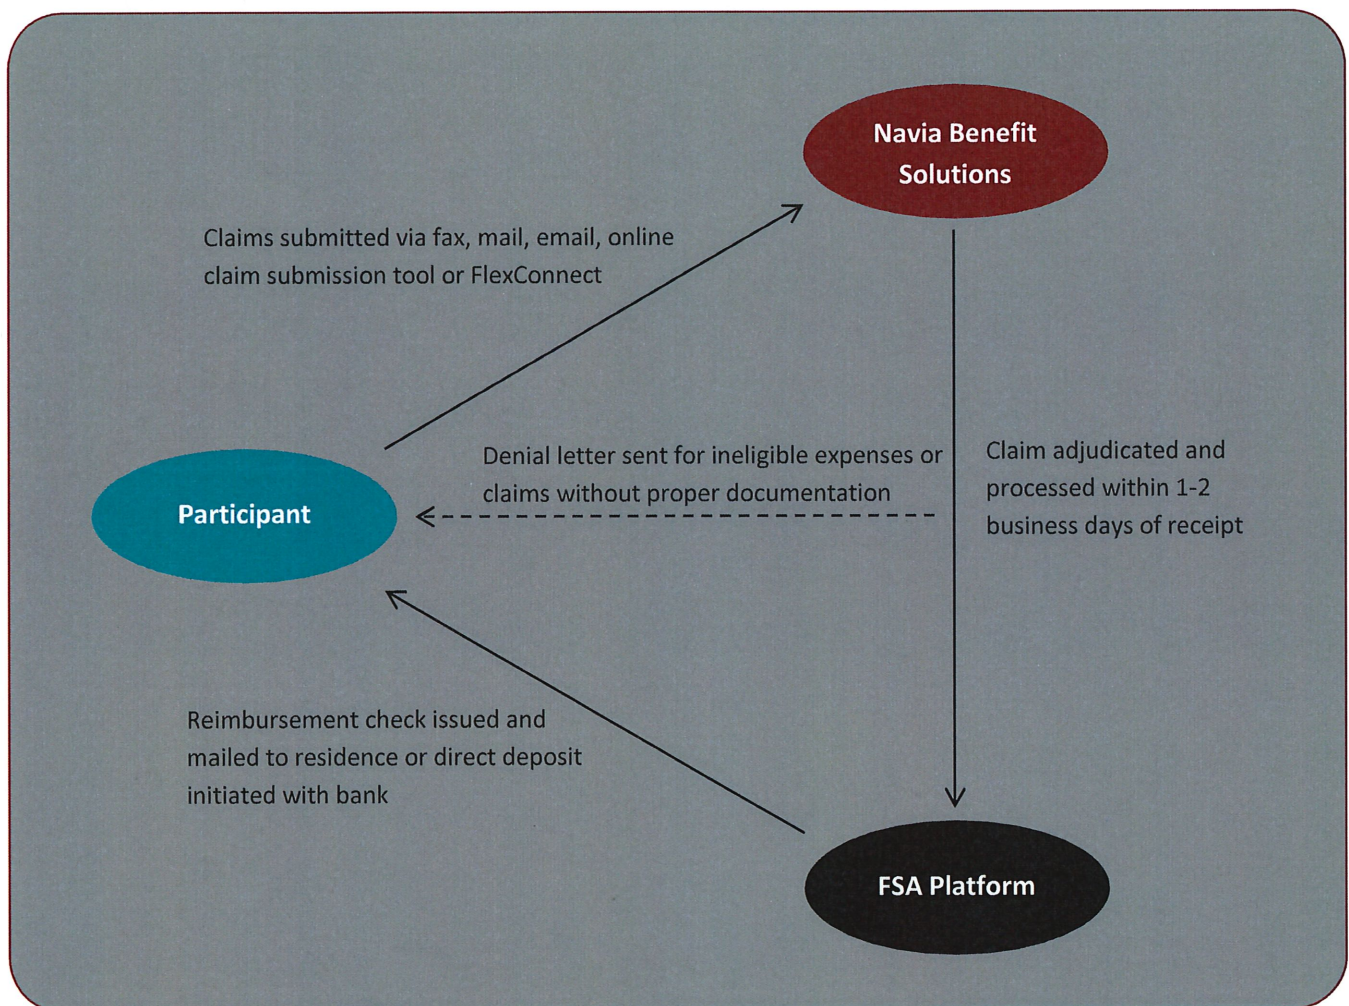 Navia Benefit
Solutions
Claims submitted via fax, mail, email, online
claim submission tool or FlexConnect
Denial letter sent for ineligible expenses or
claims without proper documentation
Claim adjudicated and
processed within 1-2
business days of receipt
Participant
Reimbursement check issued and
mailed to residence or direct deposit
initiated with bank
FSA Platform